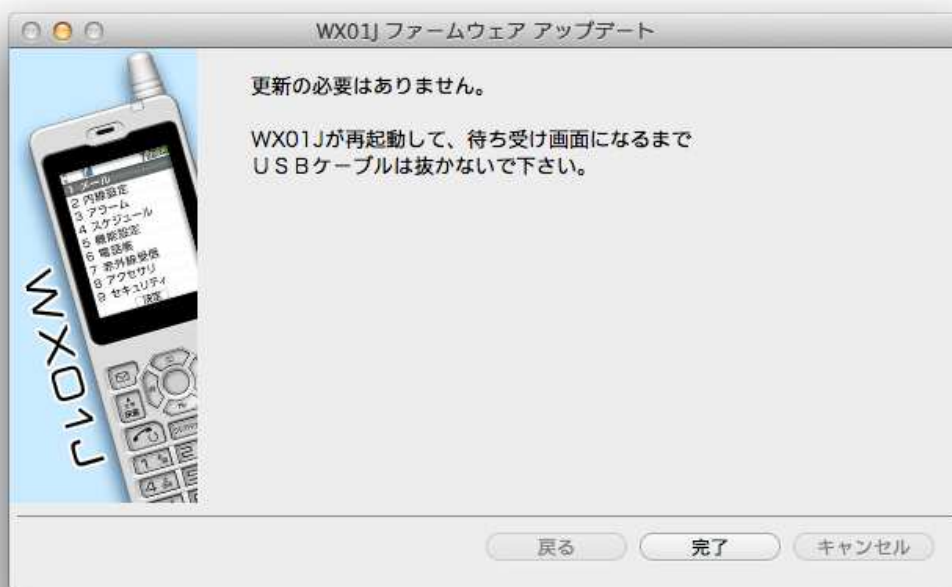 WX01J ファームウェア アップデート
更新の必要はありません。
WX01Jが再起動して、待ち受け画面になるまで
ＵＳＢケーブルは抜かないで下さい。
1 メール
2 内線設定
3 アラーム
4 スケジュール
5 機能設定
6 電話帳
7 赤外線受信
8 アクセサリ
9 セキュリティ
決定
WX01J
戻る
完了
キャンセル